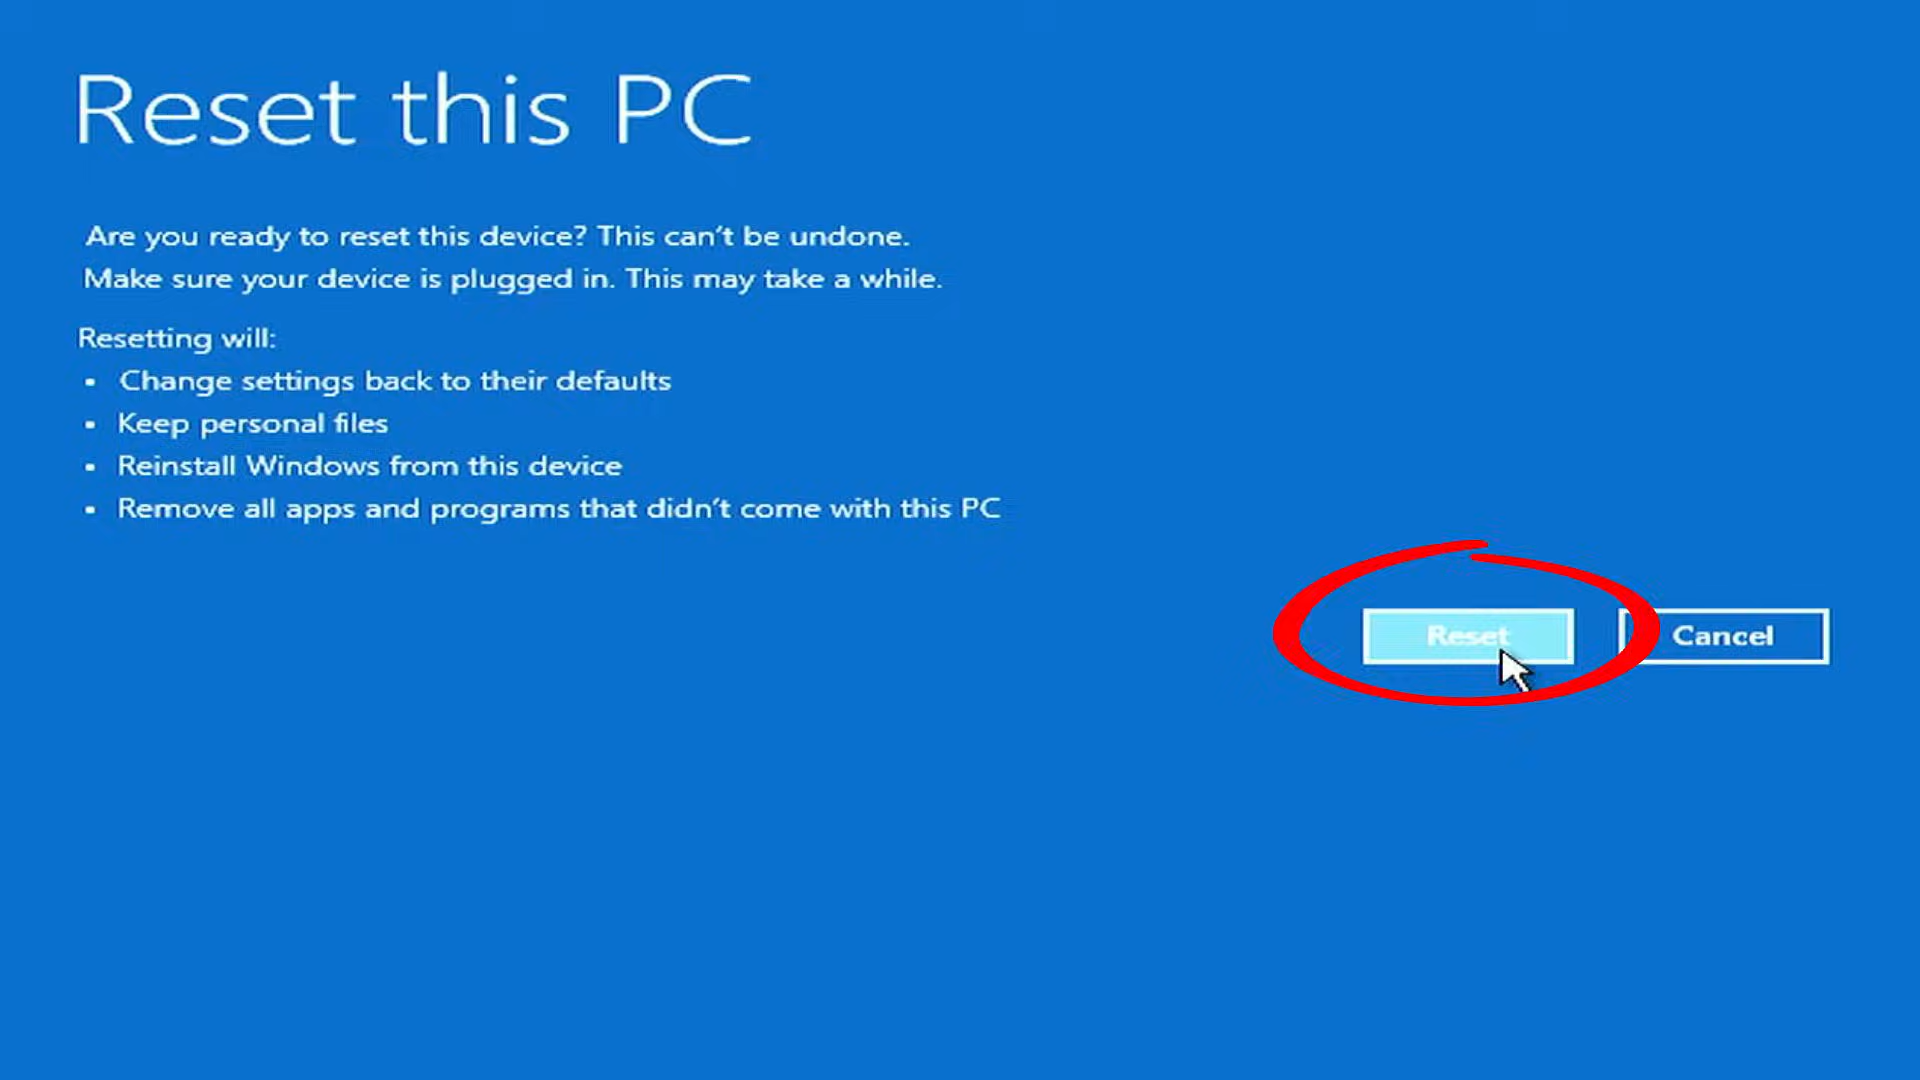 Reset this PC
Are you ready to reset this device? This can't be undone.
Make sure your device is plugged in. This may take a while.
Resetting will:
• Change settings back to their defaults
• Keep personal files
• Reinstall Windows from this device
• Remove all apps and programs that didn't come with this PC
Reset Cancel